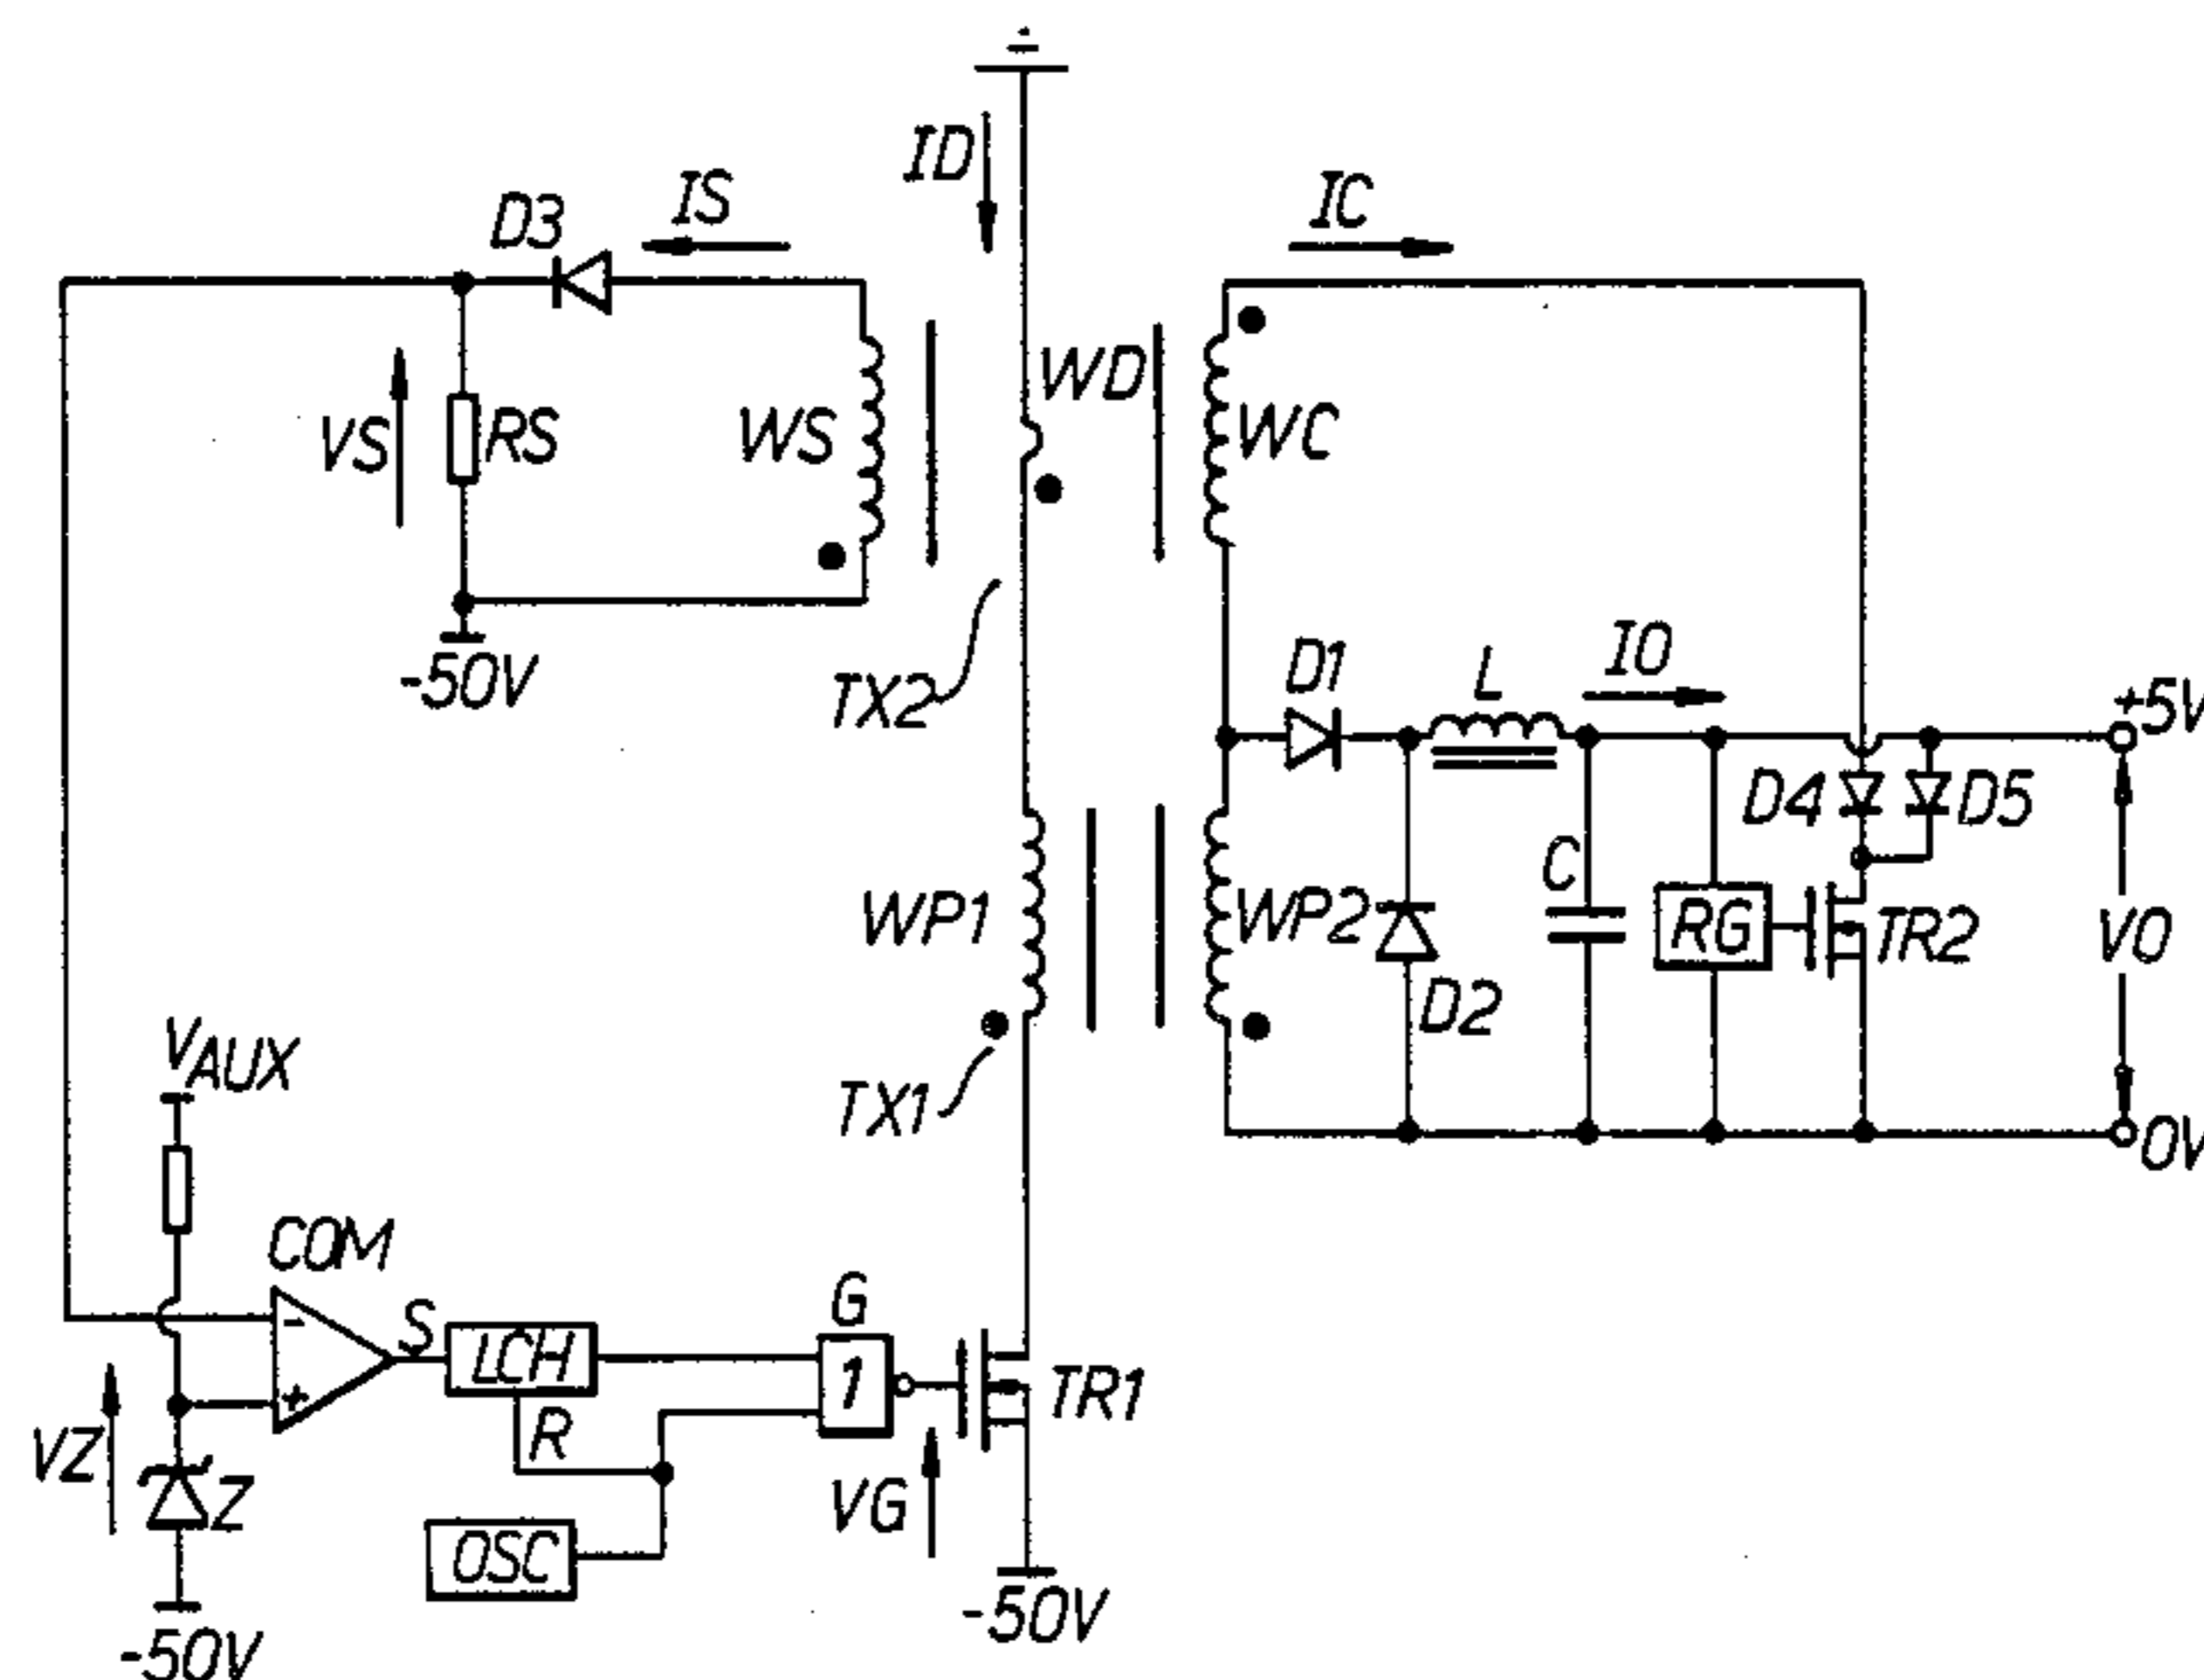 ID
IS
IC
D3
WD
VS
RS
WS
WC
-50V
TX2
D1
L
IO
+5V
D4
D5
C
WP1
WP2
RG
TR2
VO
D2
VAUX
TX1
0V
COM
S
LCH
G
1
-
+
R
TR1
VZ
Z
VG
OSC
-50V
-50V